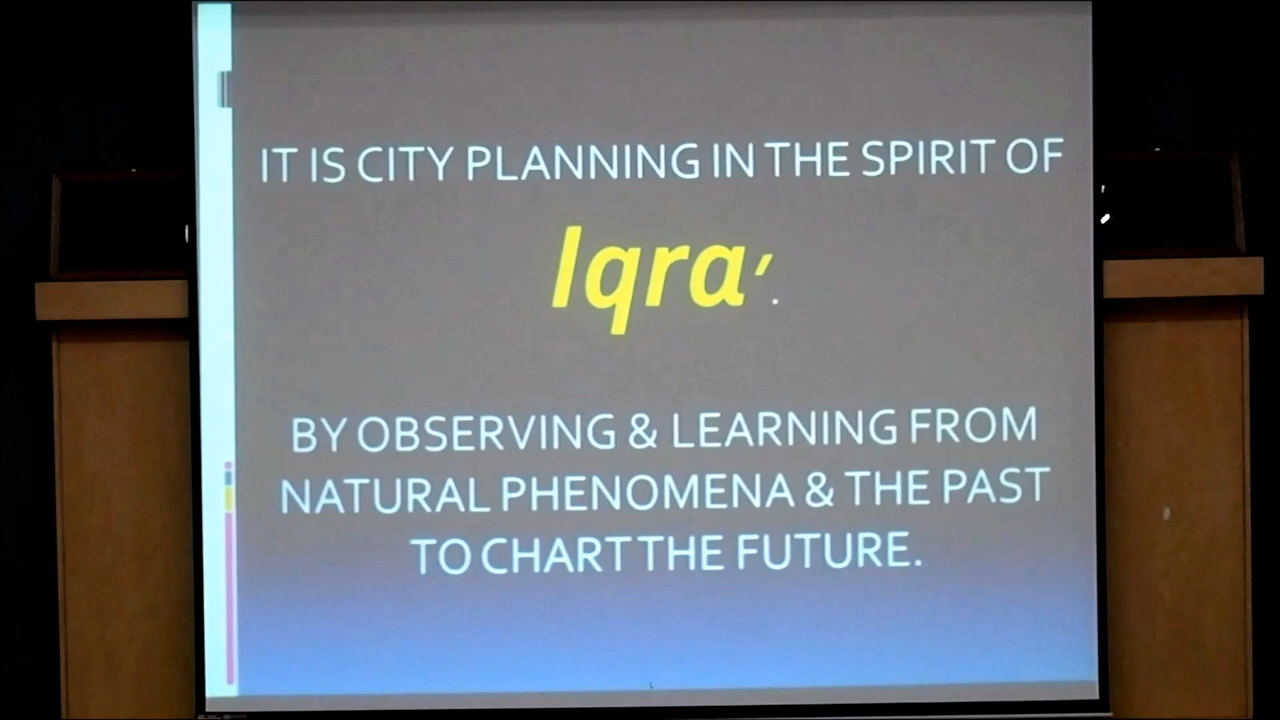 IT IS CITY PLANNING IN THE SPIRIT OF
Iqra’.
BY OBSERVING & LEARNING FROM
NATURAL PHENOMENA & THE PAST
TO CHART THE FUTURE.